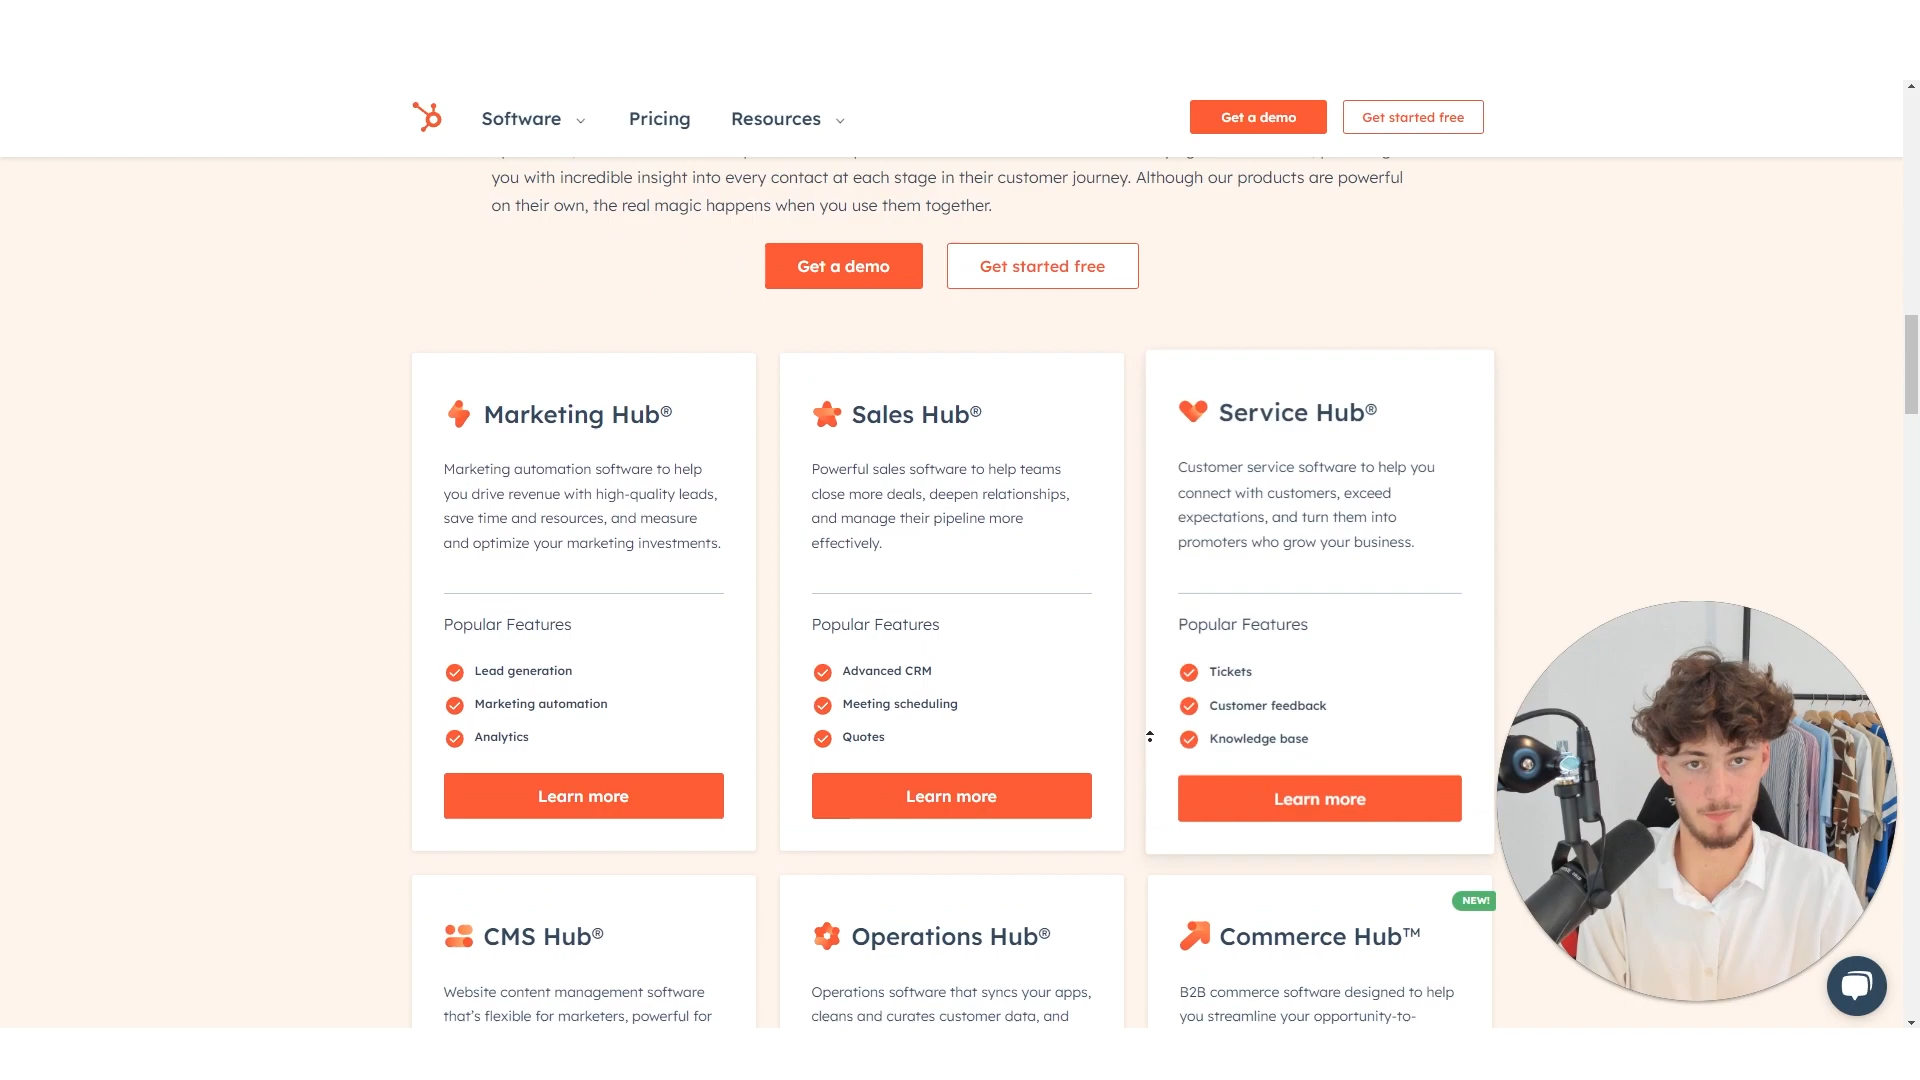 Software
Pricing
Resources
Get a demo
Get started free
you with incredible insight into every contact at each stage in their customer journey. Although our products are powerful
on their own, the real magic happens when you use them together.
Get a demo
Get started free
Marketing Hub®
Marketing automation software to help
you drive revenue with high-quality leads,
save time and resources, and measure
and optimize your marketing investments.
Popular Features
Lead generation
Marketing automation
Analytics
Learn more
Sales Hub®
Powerful sales software to help teams
close more deals, deepen relationships,
and manage their pipeline more
effectively.
Popular Features
Advanced CRM
Meeting scheduling
Quotes
Learn more
Service Hub®
Customer service software to help you
connect with customers, exceed
expectations, and turn them into
promoters who grow your business.
Popular Features
Tickets
Customer feedback
Knowledge base
Learn more
CMS Hub®
Website content management software
that's flexible for marketers, powerful for
Operations Hub®
Operations software that syncs your apps,
cleans and curates customer data, and
NEW!
Commerce Hub™
B2B commerce software designed to help
you streamline your opportunity-to-